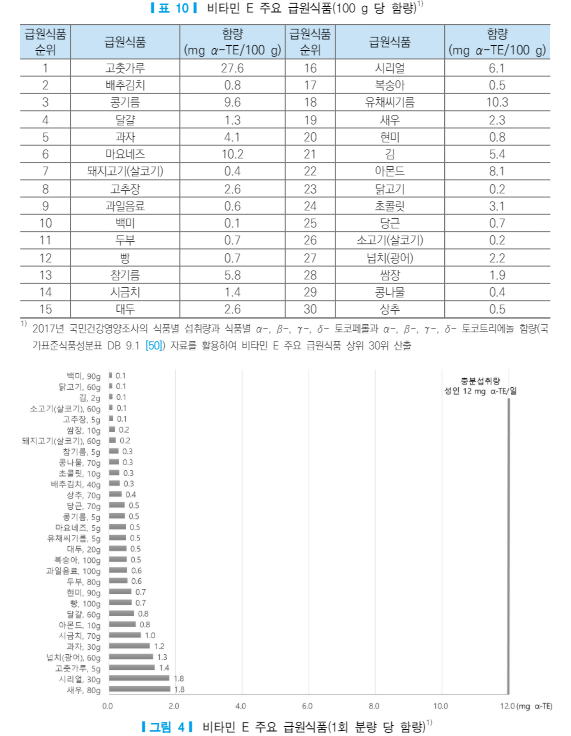 ▎표 10▎ 비타민 E 주요 급원식품(100 g 당 함량)1)
급원식품 순위 급원식품 함량 (mg α-TE/100 g) 급원식품 순위 급원식품 함량 (mg α-TE/100 g)
1 고춧가루 27.6 16 시리얼 6.1
2 배추김치 0.8 17 복숭아 0.5
3 콩기름 9.6 18 유채씨기름 10.3
4 달걀 1.3 19 새우 2.3
5 과자 4.1 20 현미 0.8
6 마요네즈 10.2 21 김 5.4
7 돼지고기(살코기) 0.4 22 아몬드 8.1
8 고추장 2.6 23 닭고기 0.2
9 과일음료 0.6 24 초콜릿 3.1
10 백미 0.1 25 당근 0.7
11 두부 0.7 26 소고기(살코기) 0.2
12 빵 0.7 27 넙치(광어) 2.2
13 참기름 5.8 28 쌈장 1.9
14 시금치 1.4 29 콩나물 0.4
15 대두 2.6 30 상추 0.5
1) 2017년 국민건강영양조사의 식품별 섭취량과 식품별 α-, β-, γ-, δ- 토코페롤과 α-, β-, γ-, δ- 토코트리에놀 함량(국
가표준식품성분표 DB 9.1 [50]) 자료를 활용하여 비타민 E 주요 급원식품 상위 30위 산출
충분섭취량
성인 12 mg α-TE/일
백미, 90g 0.1
닭고기, 60g 0.1
김, 2g 0.1
소고기(살코기), 60g 0.1
고추장, 5g 0.1
쌈장, 10g 0.2
돼지고기(살코기), 60g 0.2
참기름, 5g 0.3
콩나물, 70g 0.3
초콜릿, 10g 0.3
배추김치, 40g 0.3
상추, 70g 0.4
당근, 70g 0.5
콩기름, 5g 0.5
마요네즈, 5g 0.5
유채씨기름, 5g 0.5
대두, 20g 0.5
복숭아, 100g 0.5
과일음료, 100g 0.6
두부, 80g 0.6
현미, 90g 0.7
빵, 100g 0.7
달걀, 60g 0.8
아몬드, 10g 0.8
시금치, 70g 1.0
과자, 30g 1.2
넙치(광어), 60g 1.3
고춧가루, 5g 1.4
시리얼, 30g 1.8
새우, 80g 1.8
0.0 2.0 4.0 6.0 8.0 10.0 12.0 (mg α-TE)
▎그림 4▎ 비타민 E 주요 급원식품(1회 분량 당 함량)1)